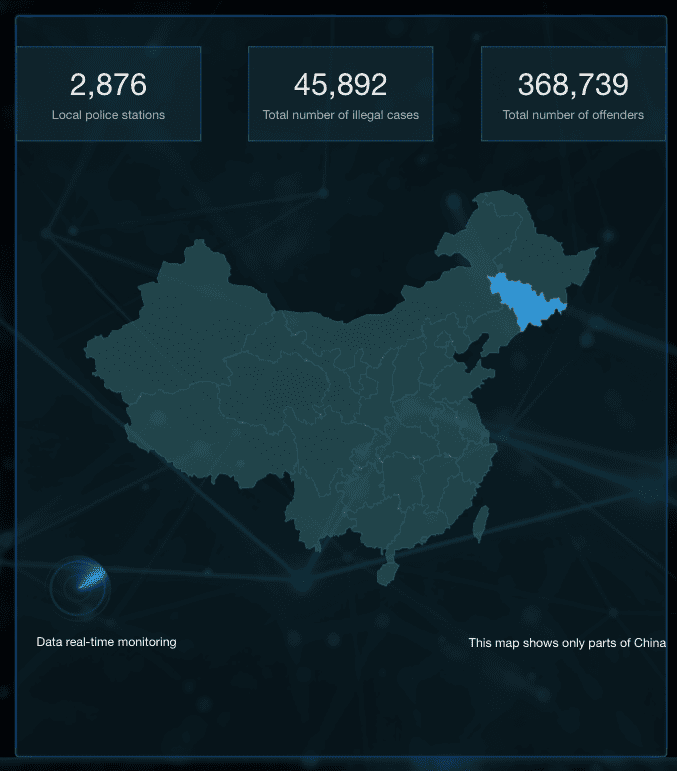 2,876
Local police stations
45,892
Total number of illegal cases
368,739
Total number of offenders
Data real-time monitoring
This map shows only parts of China